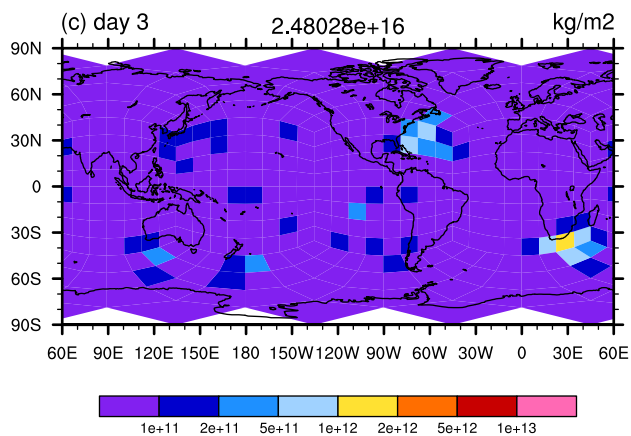 (c) day 3 2.48028e+16 kg/m2
90N
60N
30N
0
30S
60S
90S
60E 90E 120E 150E 180 150W 120W 90W 60W 30W 0 30E 60E
1e+11 2e+11 5e+11 1e+12 2e+12 5e+12 1e+13